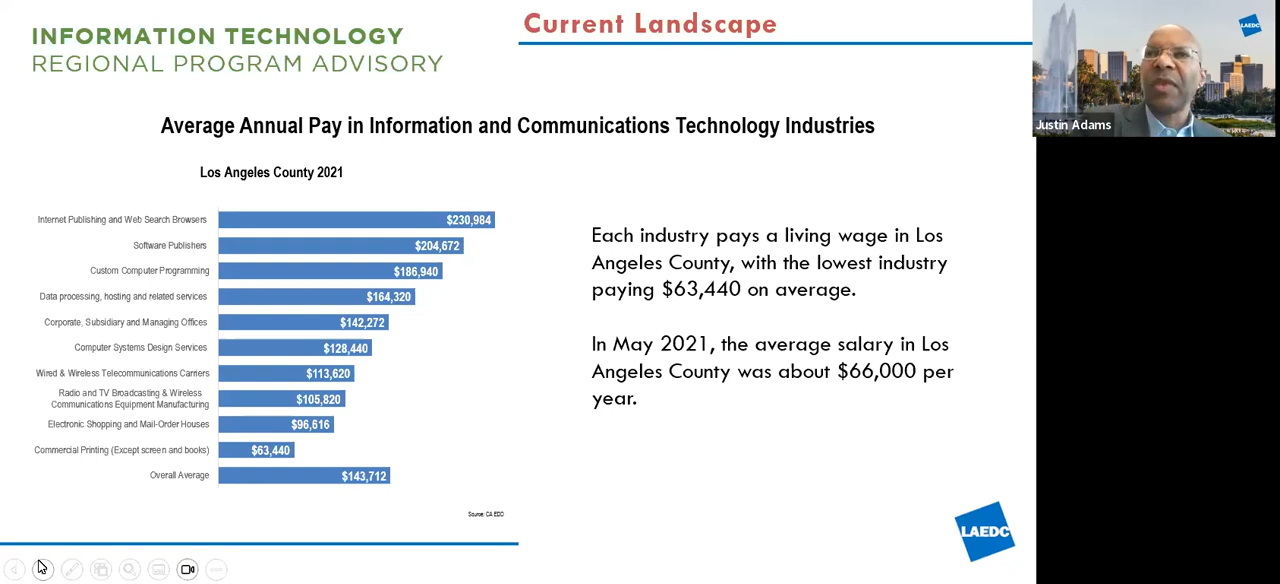 INFORMATION TECHNOLOGY
REGIONAL PROGRAM ADVISORY
Current Landscape
LAEDC
Justin Adams
Average Annual Pay in Information and Communications Technology Industries
Los Angeles County 2021
Internet Publishing and Web Search Browsers $230,984
Software Publishers $204,672
Custom Computer Programming $186,940
Data processing, hosting and related services $164,320
Corporate, Subsidiary and Managing Offices $142,272
Computer Systems Design Services $128,440
Wired & Wireless Telecommunications Carriers $113,620
Radio and TV Broadcasting & Wireless
Communications Equipment Manufacturing $105,820
Electronic Shopping and Mail-Order Houses $96,616
Commercial Printing (Except screen and books) $63,440
Overall Average $143,712
Source: CA EDD
Each industry pays a living wage in Los
Angeles County, with the lowest industry
paying $63,440 on average.
In May 2021, the average salary in Los
Angeles County was about $66,000 per
year.
LAEDC